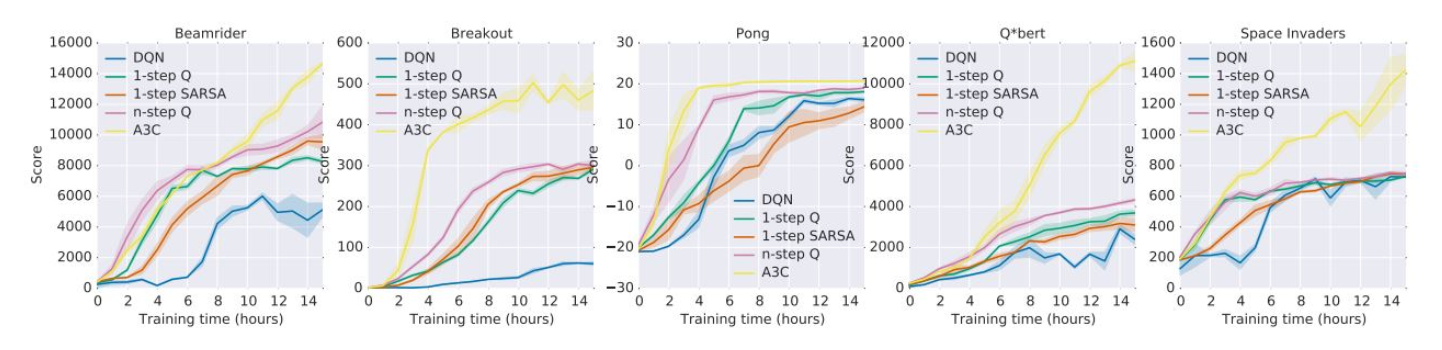 Beamrider
16000
14000
12000
10000
8000
6000
4000
2000
0
Score
DQN
1-step Q
1-step SARSA
n-step Q
A3C
0 2 4 6 8 10 12 14
Training time (hours)
Breakout
600
500
400
300
200
100
0
Score
DQN
1-step Q
1-step SARSA
n-step Q
A3C
0 2 4 6 8 10 12 14
Training time (hours)
Pong
30
20
10
0
−10
−20
−30
Score
DQN
1-step Q
1-step SARSA
n-step Q
A3C
0 2 4 6 8 10 12 14
Training time (hours)
Q*bert
12000
10000
8000
6000
4000
2000
0
Score
DQN
1-step Q
1-step SARSA
n-step Q
A3C
0 2 4 6 8 10 12 14
Training time (hours)
Space Invaders
1600
1400
1200
1000
800
600
400
200
0
Score
DQN
1-step Q
1-step SARSA
n-step Q
A3C
0 2 4 6 8 10 12 14
Training time (hours)